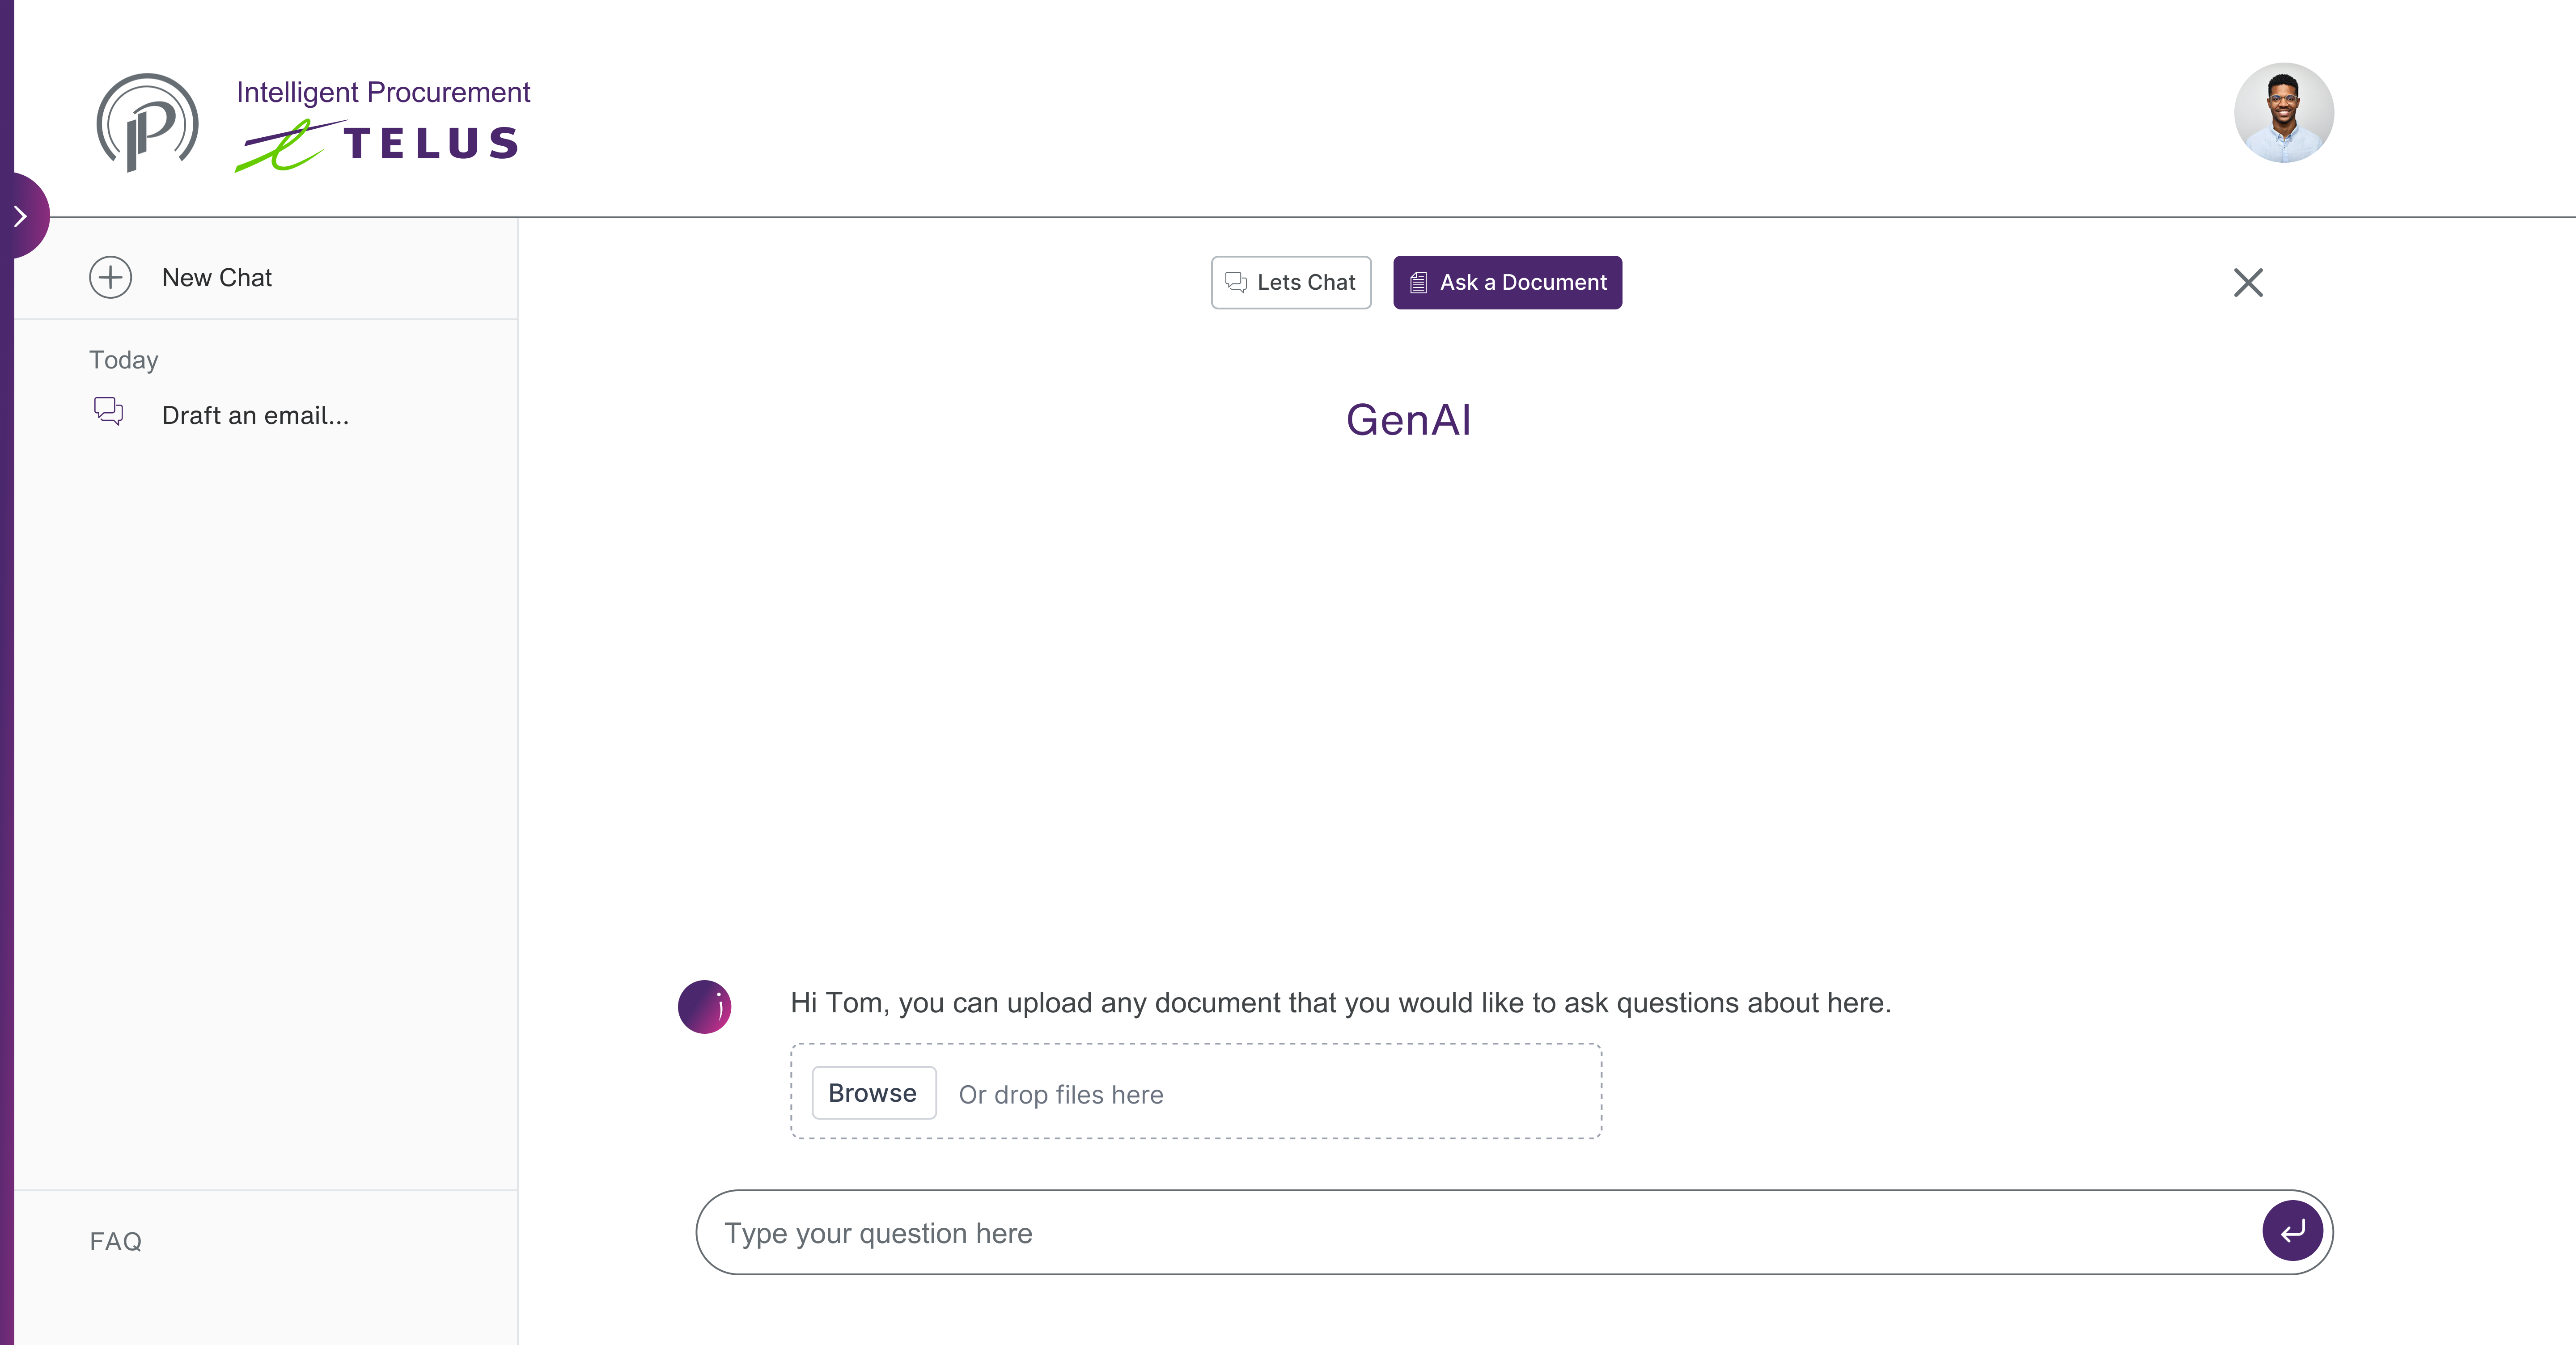 Intelligent Procurement
TELUS
New Chat
Lets Chat
Ask a Document
Today
Draft an email...
GenAI
Hi Tom, you can upload any document that you would like to ask questions about here.
Browse
Or drop files here
Type your question here
FAQ